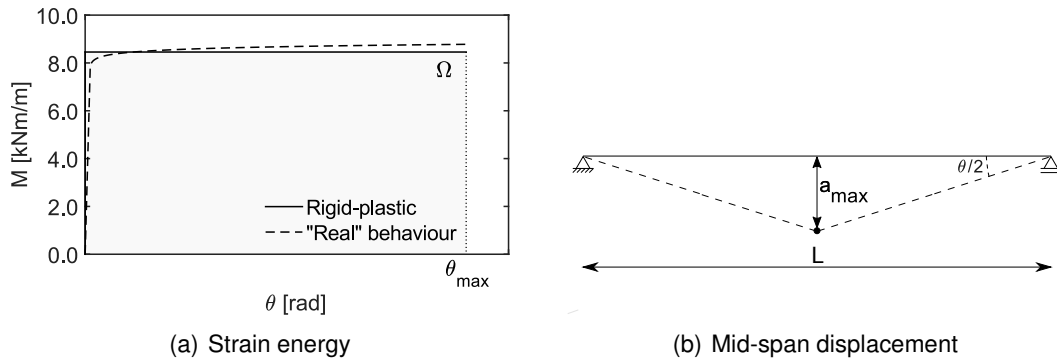 10.0
8.0
6.0
4.0
2.0
0.0
M [kNm/m]
Ω
Rigid-plastic
"Real" behaviour
θmax
θ [rad]
(a) Strain energy
θ/2
amax
L
(b) Mid-span displacement